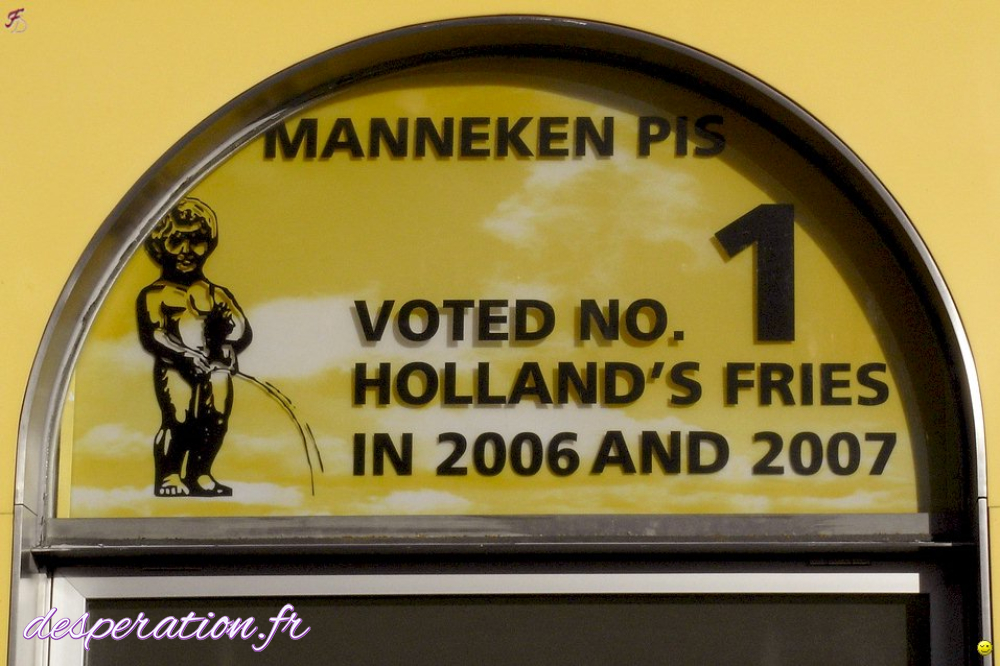 MANNEKEN PIS
1
VOTED NO.
HOLLAND'S FRIES
IN 2006 AND 2007
desperation.fr